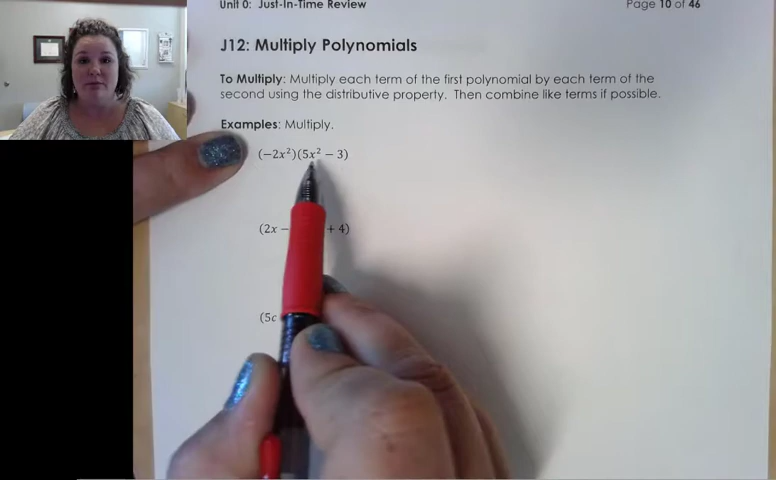 Unit 0: Just-In-Time Review Page 10 of 46
J12: Multiply Polynomials
To Multiply: Multiply each term of the first polynomial by each term of the
second using the distributive property. Then combine like terms if possible.
Examples: Multiply.
(−2x²)(5x² − 3)
(2x − + 4)
(5c